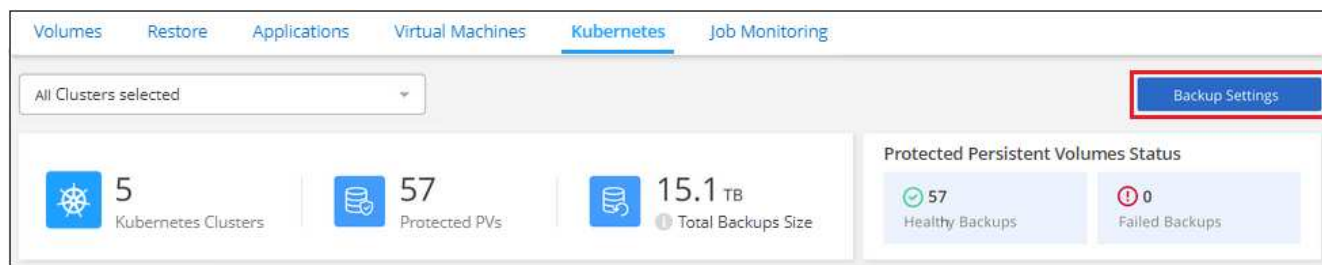 Volumes Restore Applications Virtual Machines Kubernetes Job Monitoring
All Clusters selected
Backup Settings
5
Kubernetes Clusters
57
Protected PVs
15.1 TB
Total Backups Size
Protected Persistent Volumes Status
57
Healthy Backups
0
Failed Backups